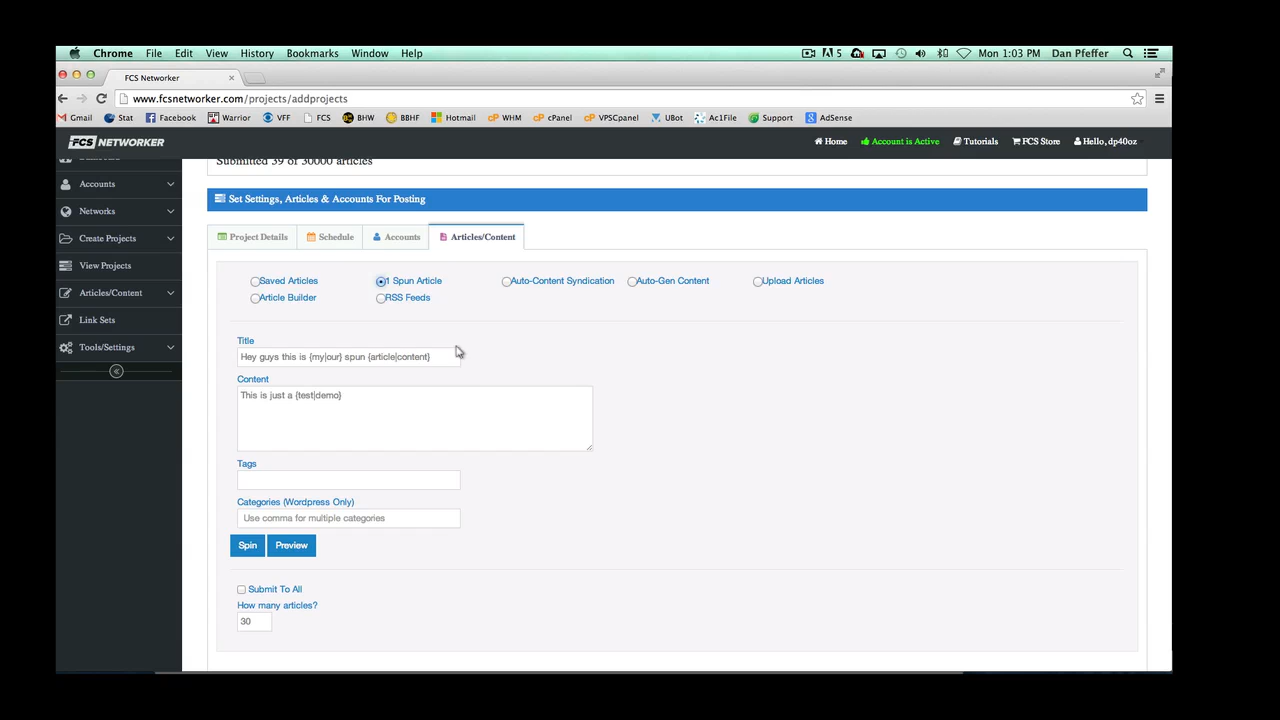 Chrome File Edit View History Bookmarks Window Help 5 Mon 1:03 PM Dan Pfeffer
FCS Networker
www.fcsnetworker.com/projects/addprojects
Gmail Stat Facebook Warrior VFF FCS BHW BBHF Hotmail WHM cPanel VPSCpanel UBot Ac1File Support AdSense
FCS NETWORKER Home Account is Active Tutorials FCS Store Hello, dp40oz
Submitted 39 of 30000 articles
Accounts
Networks
Create Projects
View Projects
Articles/Content
Link Sets
Tools/Settings
Set Settings, Articles & Accounts For Posting
Project Details Schedule Accounts Articles/Content
Saved Articles 1 Spun Article Auto-Content Syndication Auto-Gen Content Upload Articles
Article Builder RSS Feeds
Title
Hey guys this is {my|our} spun {article|content}
Content
This is just a {test|demo}
Tags
Categories (Wordpress Only)
Use comma for multiple categories
Spin Preview
Submit To All
How many articles?
30